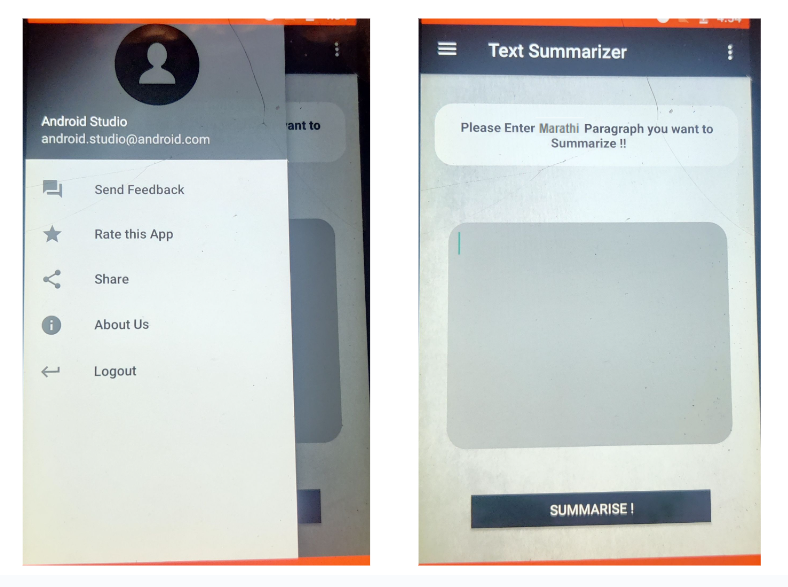 Android Studio
android.studio@android.com
Send Feedback
Rate this App
Share
About Us
Logout
ant to
4:54
Text Summarizer
Please Enter Marathi Paragraph you want to
Summarize !!
SUMMARISE !